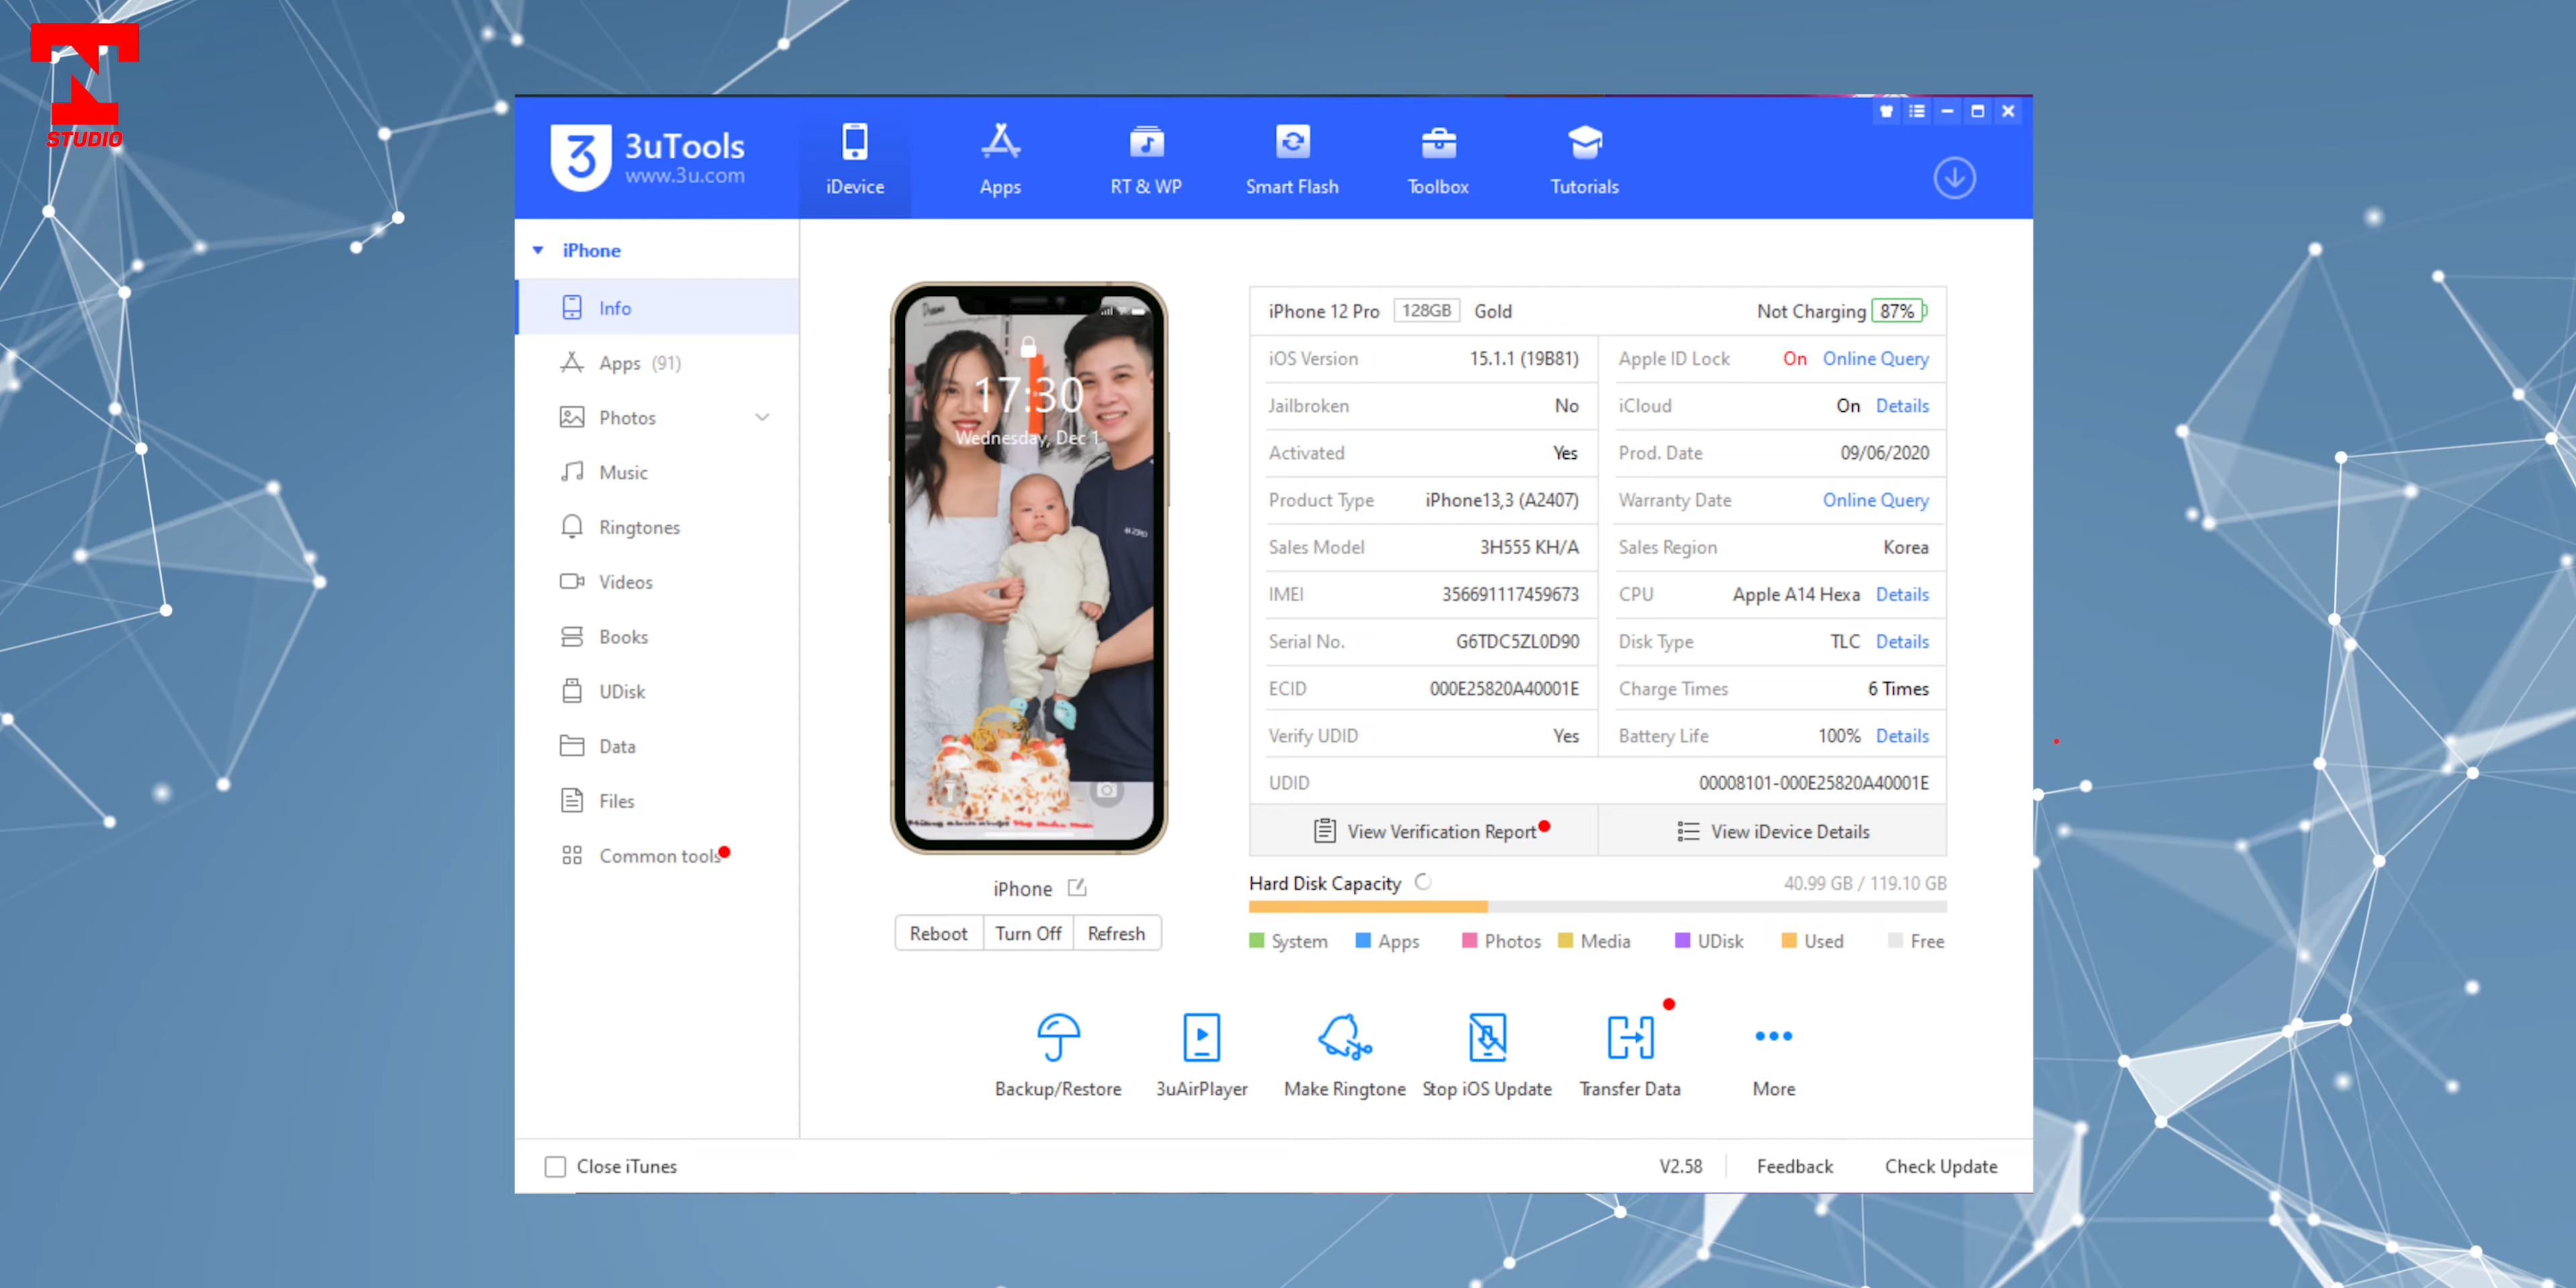 STUDIO
3uTools
www.3u.com
iDevice
Apps
RT & WP
Smart Flash
Toolbox
Tutorials
iPhone
Info
Apps (91)
Photos
Music
Ringtones
Videos
Books
UDisk
Data
Files
Common tools
17:30
Wednesday, Dec 1
iPhone
Reboot Turn Off Refresh
iPhone 12 Pro 128GB Gold Not Charging 87%
iOS Version 15.1.1 (19B81) Apple ID Lock On Online Query
Jailbroken No iCloud On Details
Activated Yes Prod. Date 09/06/2020
Product Type iPhone13,3 (A2407) Warranty Date Online Query
Sales Model 3H555 KH/A Sales Region Korea
IMEI 356691117459673 CPU Apple A14 Hexa Details
Serial No. G6TDC5ZL0D90 Disk Type TLC Details
ECID 000E25820A40001E Charge Times 6 Times
Verify UDID Yes Battery Life 100% Details
UDID 00008101-000E25820A40001E
View Verification Report View iDevice Details
Hard Disk Capacity 40.99 GB / 119.10 GB
System Apps Photos Media UDisk Used Free
Backup/Restore 3uAirPlayer Make Ringtone Stop iOS Update Transfer Data More
Close iTunes V2.58 Feedback Check Update